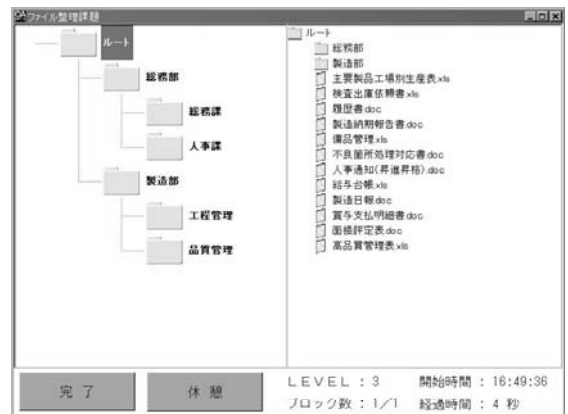 ファイル整理課題
ルート
総務部
総務課
人事課
製造部
工程管理
品質管理
ルート
総務部
製造部
主要製品工場別生産表.xls
検査出庫依頼書.xls
履歴書.doc
製造納期報告書.doc
備品管理.xls
不良箇所処理対応書.doc
人事通知(昇進昇格).doc
給与台帳.xls
製造日報.doc
賞与支払明細書.doc
面接評定表.doc
高品質管理表.xls
完了
休憩
LEVEL : 3
開始時間 : 16:49:36
ブロック数 : 1/1
経過時間 : 4 秒